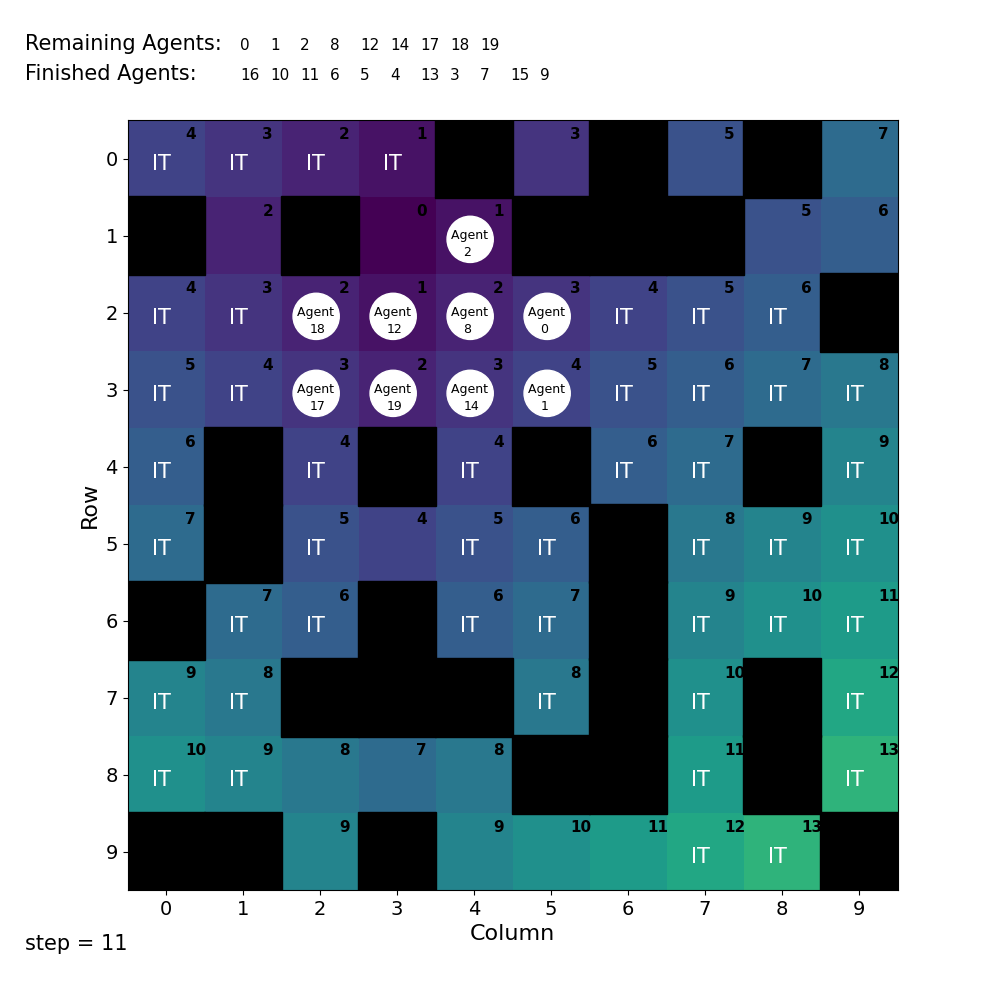 Remaining Agents: 0 1 2 8 12 14 17 18 19
Finished Agents: 16 10 11 6 5 4 13 3 7 15 9
4 3 2 1 3 5 7
0 IT IT IT IT
2 0 1 5 6
1 Agent 2
4 3 2 1 2 3 4 5 6
2 IT IT Agent 18 Agent 12 Agent 8 Agent 0 IT IT IT
5 4 3 2 3 4 5 6 7 8
3 IT IT Agent 17 Agent 19 Agent 14 Agent 1 IT IT IT IT
6 4 4 6 7 9
4 IT IT IT IT IT IT
7 5 4 5 6 8 9 10
5 IT IT IT IT IT IT IT
7 6 6 7 9 10 11
6 IT IT IT IT IT IT IT
9 8 8 10 12
7 IT IT IT IT IT
10 9 8 7 8 11 13
8 IT IT IT IT
9 9 10 11 12 13
9 IT IT
0 1 2 3 4 5 6 7 8 9
Row
Column
step = 11